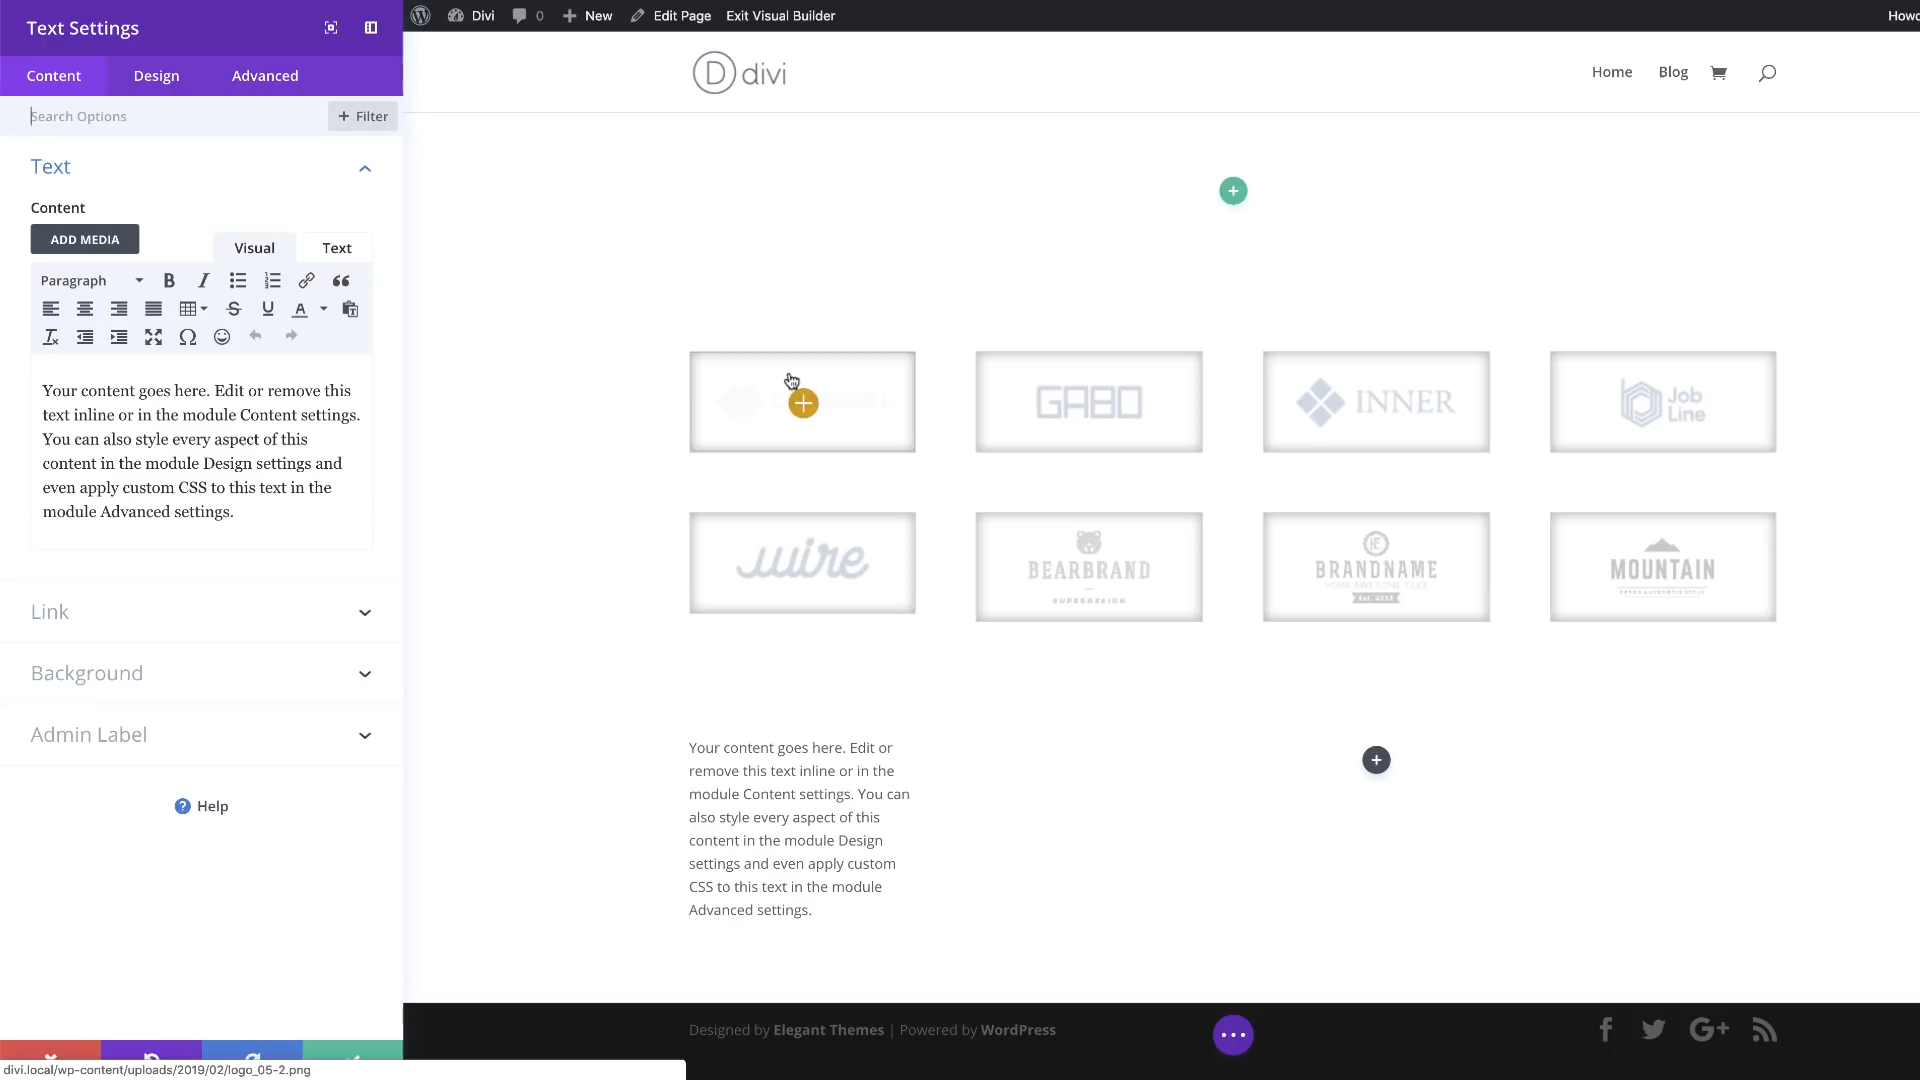 Text Settings
Divi
0
New
Edit Page
Exit Visual Builder
Howd
Content
Design
Advanced
D divi
Home
Blog
Search Options
+ Filter
Text
Content
ADD MEDIA
Visual
Text
Paragraph
Your content goes here. Edit or remove this
text inline or in the module Content settings.
You can also style every aspect of this
content in the module Design settings and
even apply custom CSS to this text in the
module Advanced settings.
GABO
INNER
Job
Line
wire
BEARBRAND
SUPERDESIGN
BRANDNAME
YOUR AWESOME TEXT
Est. 2015
MOUNTAIN
Link
Background
Admin Label
Help
Your content goes here. Edit or
remove this text inline or in the
module Content settings. You can
also style every aspect of this
content in the module Design
settings and even apply custom
CSS to this text in the module
Advanced settings.
Designed by Elegant Themes | Powered by WordPress
divi.local/wp-content/uploads/2019/02/logo_05-2.png